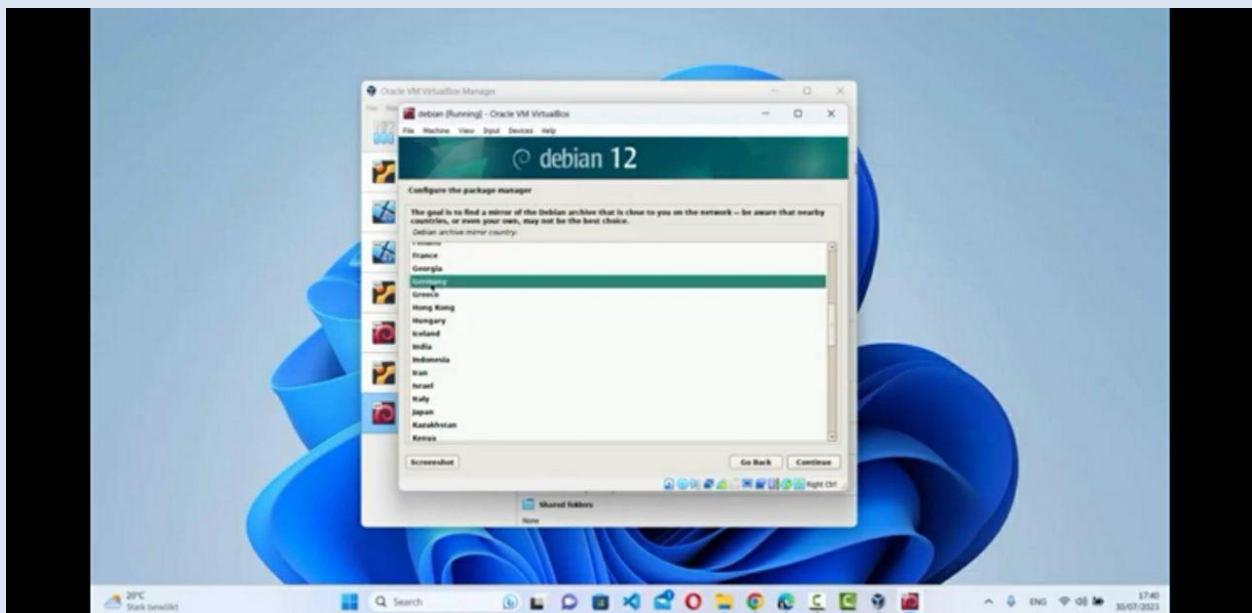 Oracle VM VirtualBox Manager
debian [Running] - Oracle VM VirtualBox
File Machine View Input Devices Help
debian 12
Configure the package manager
The goal is to find a mirror of the Debian archive that is close to you on the network -- be aware that nearby
countries, or even your own, may not be the best choice.
Debian archive mirror country:
Finland
France
Georgia
Germany
Greece
Hong Kong
Hungary
Iceland
India
Indonesia
Iran
Israel
Italy
Japan
Kazakhstan
Kenya
Screenshot
Go Back Continue
Right Ctrl
Shared folders
None
20°C
Stark bewölkt
Search
ENG
17:40
30/07/2023